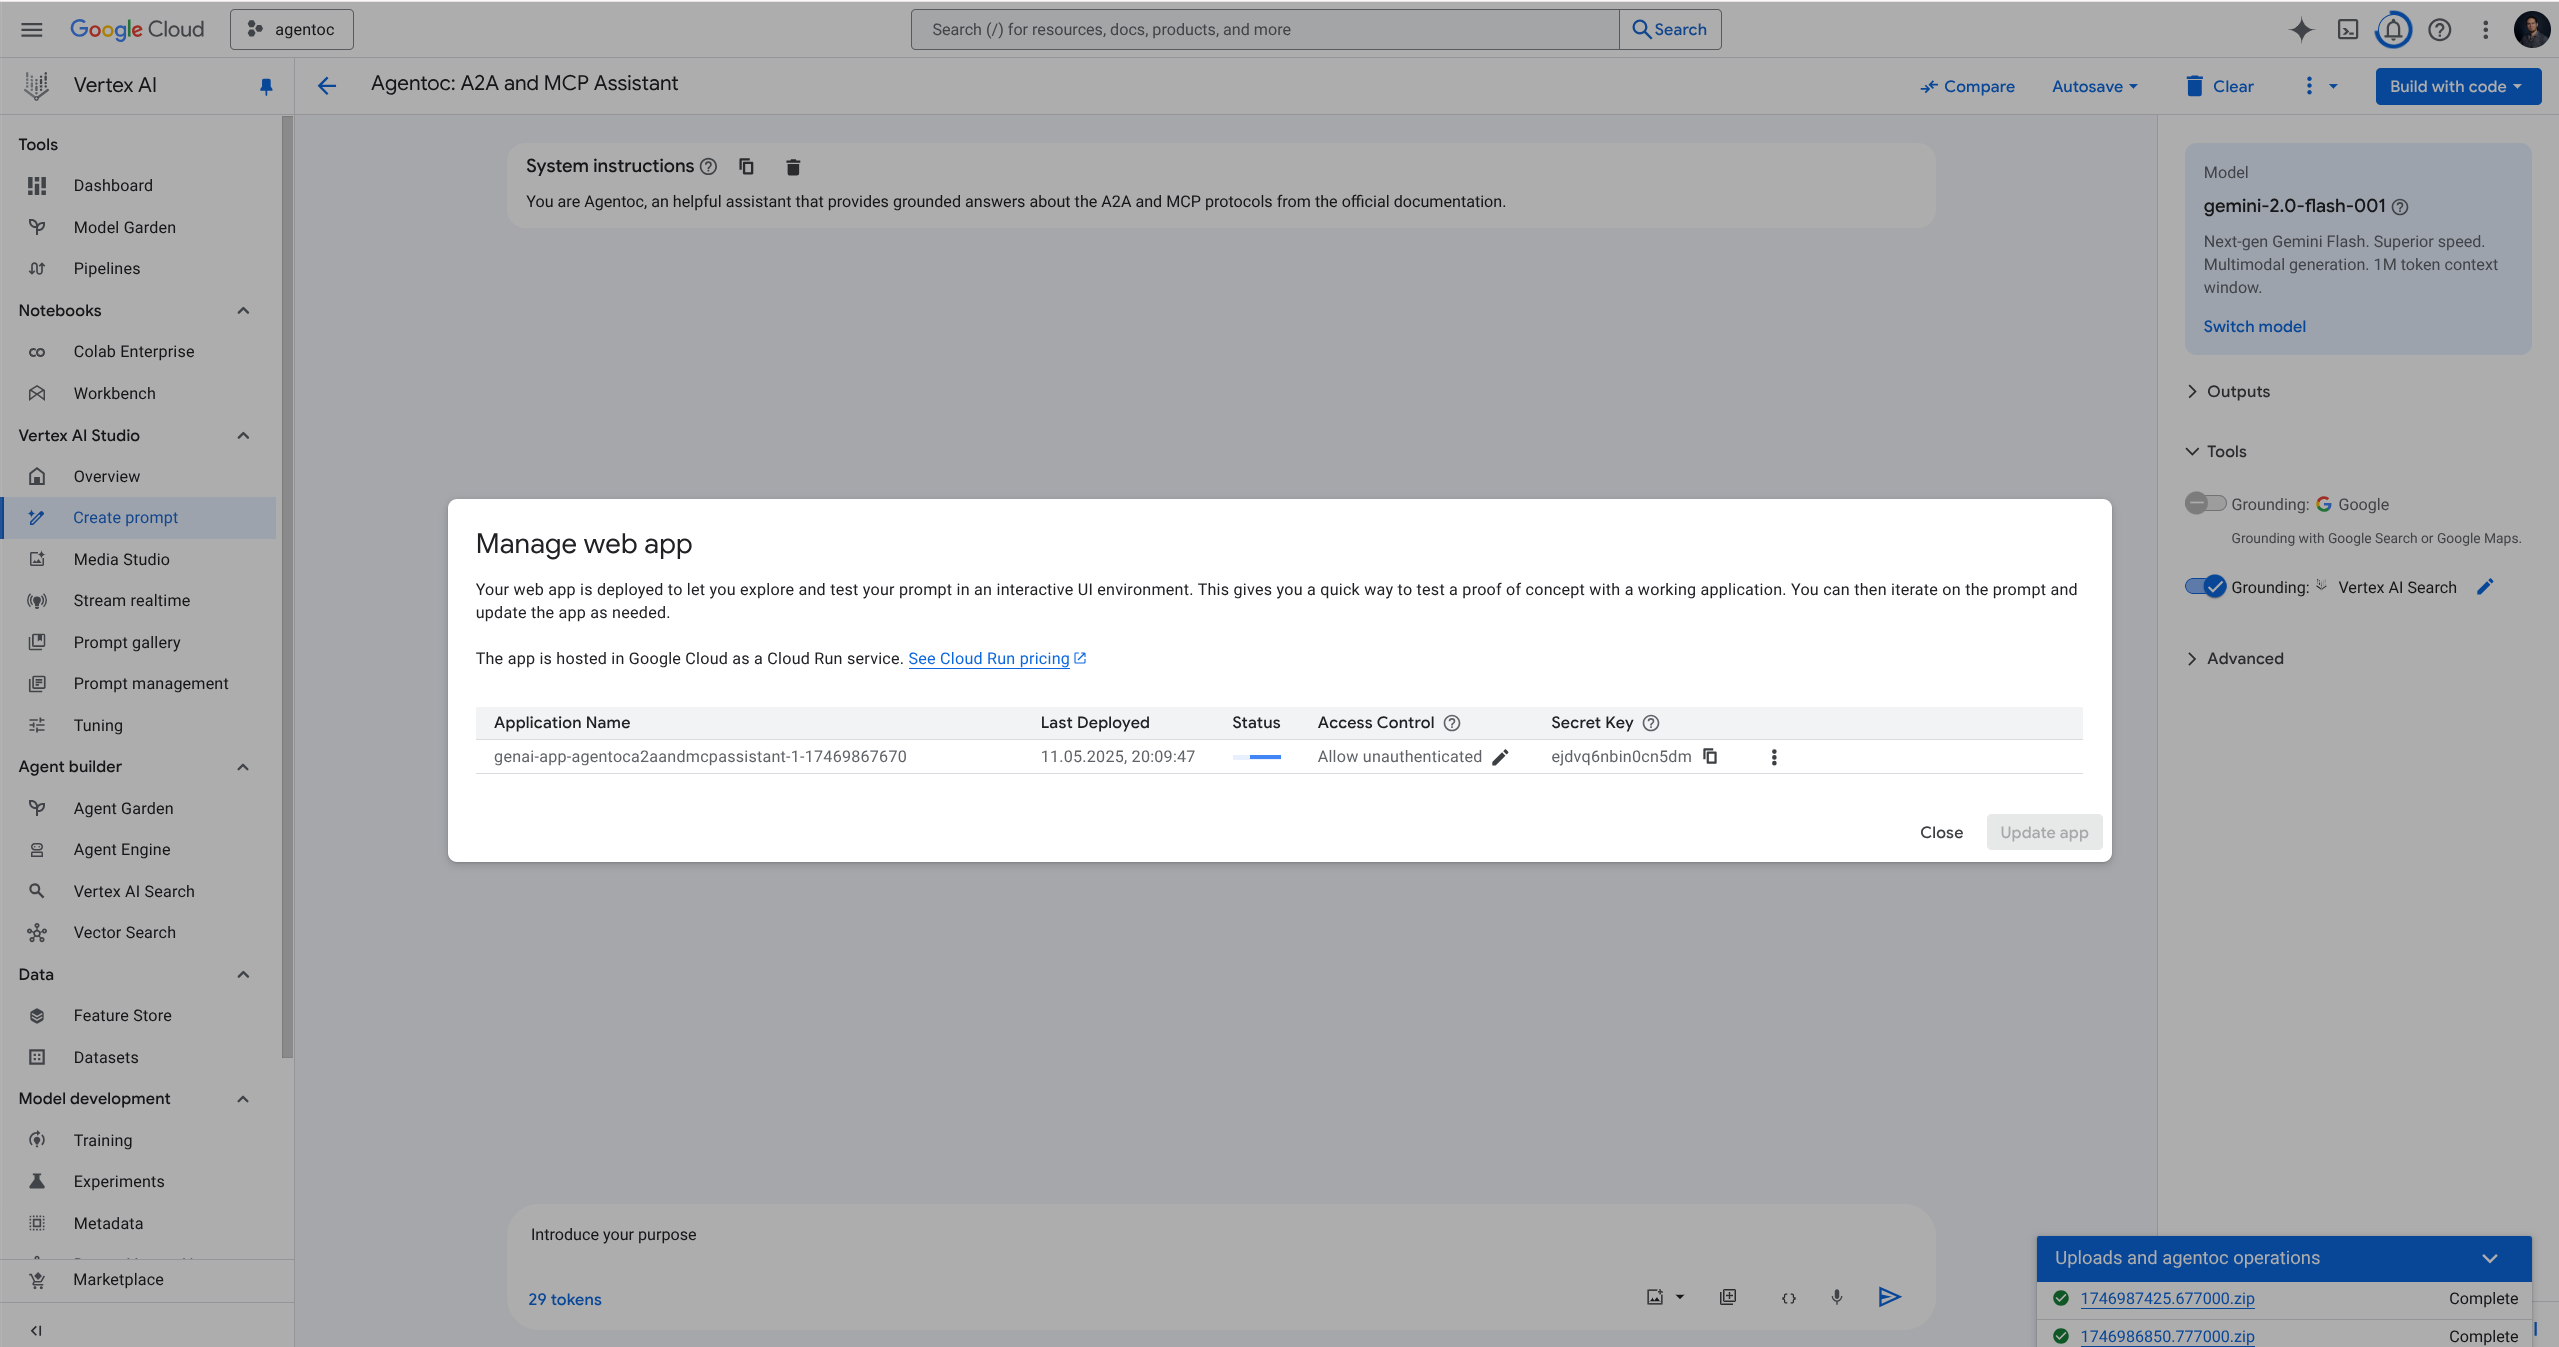 Google Cloud
agentoc
Search (/) for resources, docs, products, and more
Search
Vertex AI
Agentoc: A2A and MCP Assistant
Compare
Autosave
Clear
Build with code
Tools
Dashboard
Model Garden
Pipelines
Notebooks
Colab Enterprise
Workbench
Vertex AI Studio
Overview
Create prompt
Media Studio
Stream realtime
Prompt gallery
Prompt management
Tuning
Agent builder
Agent Garden
Agent Engine
Vertex AI Search
Vector Search
Data
Feature Store
Datasets
Model development
Training
Experiments
Metadata
Marketplace
System instructions
You are Agentoc, an helpful assistant that provides grounded answers about the A2A and MCP protocols from the official documentation.
Manage web app
Your web app is deployed to let you explore and test your prompt in an interactive UI environment. This gives you a quick way to test a proof of concept with a working application. You can then iterate on the prompt and
update the app as needed.
The app is hosted in Google Cloud as a Cloud Run service. See Cloud Run pricing
Application Name Last Deployed Status Access Control Secret Key
genai-app-agentoca2aandmcpassistant-1-17469867670 11.05.2025, 20:09:47 Allow unauthenticated ejdvq6nbin0cn5dm
Close
Update app
Introduce your purpose
29 tokens
Model
gemini-2.0-flash-001
Next-gen Gemini Flash. Superior speed.
Multimodal generation. 1M token context
window.
Switch model
Outputs
Tools
Grounding: Google
Grounding with Google Search or Google Maps.
Grounding: Vertex AI Search
Advanced
Uploads and agentoc operations
1746987425.677000.zip Complete
1746986850.777000.zip Complete